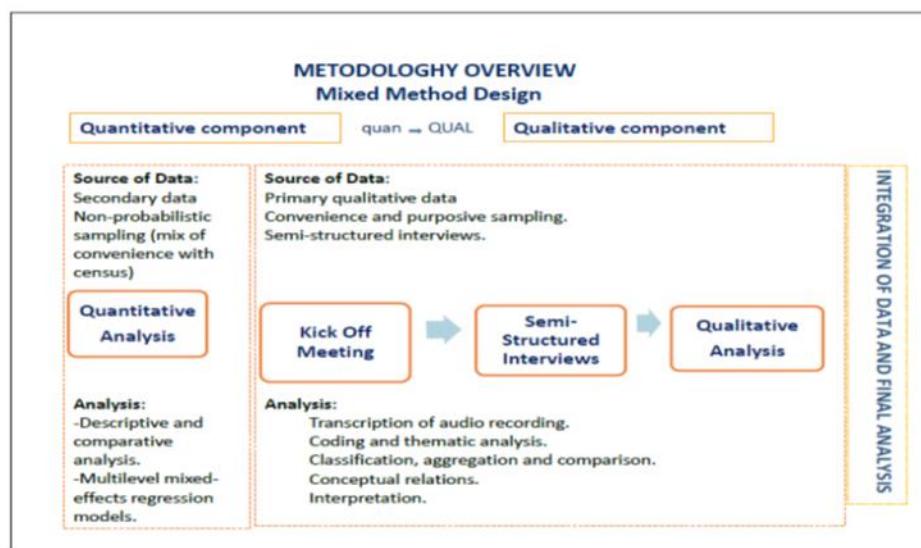 METODOLOGHY OVERVIEW
Mixed Method Design
Quantitative component
quan → QUAL
Qualitative component
Source of Data:
Secondary data
Non-probabilistic
sampling (mix of
convenience with
census)
Quantitative
Analysis
Analysis:
-Descriptive and
comparative
analysis.
-Multilevel mixed-
effects regression
models.
Source of Data:
Primary qualitative data
Convenience and purposive sampling.
Semi-structured interviews.
Kick Off
Meeting
Semi-
Structured
Interviews
Qualitative
Analysis
Analysis:
Transcription of audio recording.
Coding and thematic analysis.
Classification, aggregation and comparison.
Conceptual relations.
Interpretation.
INTEGRATION OF DATA AND FINAL ANALYSIS